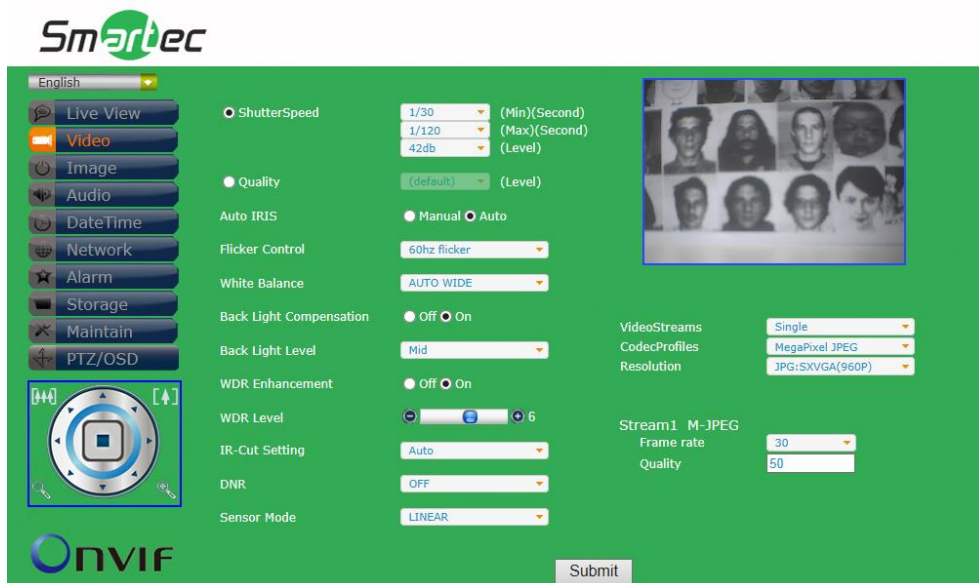 Smartec
English
Live View
Video
Image
Audio
DateTime
Network
Alarm
Storage
Maintain
PTZ/OSD
Onvif
ShutterSpeed 1/30 (Min)(Second)
1/120 (Max)(Second)
42db (Level)
Quality (default) (Level)
Auto IRIS Manual Auto
Flicker Control 60hz flicker
White Balance AUTO WIDE
Back Light Compensation Off On
Back Light Level Mid
WDR Enhancement Off On
WDR Level 6
IR-Cut Setting Auto
DNR OFF
Sensor Mode LINEAR
VideoStreams Single
CodecProfiles MegaPixel JPEG
Resolution JPG:SXVGA(960P)
Stream1 M-JPEG
Frame rate 30
Quality 50
Submit